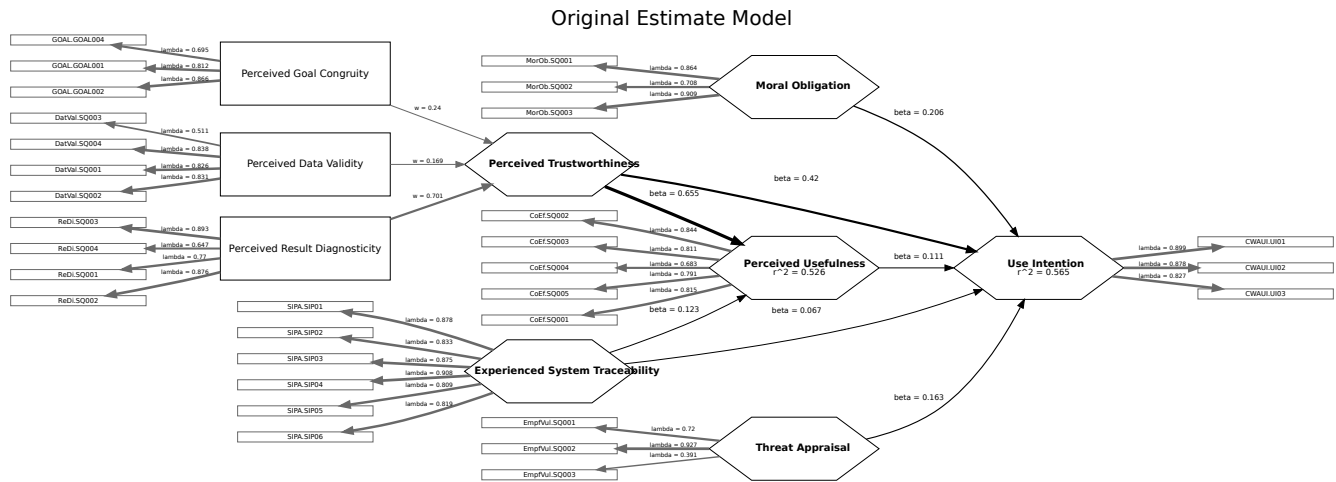 Original Estimate Model
GOAL.GOAL004
GOAL.GOAL001
GOAL.GOAL002
lambda = 0.695
lambda = 0.812
lambda = 0.866
Perceived Goal Congruity
DatVal.SQ003
DatVal.SQ004
DatVal.SQ001
DatVal.SQ002
lambda = 0.511
lambda = 0.838
lambda = 0.826
lambda = 0.831
Perceived Data Validity
ReDi.SQ003
ReDi.SQ004
ReDi.SQ001
ReDi.SQ002
lambda = 0.893
lambda = 0.647
lambda = 0.77
lambda = 0.876
Perceived Result Diagnosticity
w = 0.24
w = 0.169
w = 0.701
Perceived Trustworthiness
MorOb.SQ001
MorOb.SQ002
MorOb.SQ003
lambda = 0.864
lambda = 0.708
lambda = 0.909
Moral Obligation
beta = 0.206
beta = 0.42
beta = 0.655
CoEf.SQ002
CoEf.SQ003
CoEf.SQ004
CoEf.SQ005
CoEf.SQ001
lambda = 0.844
lambda = 0.811
lambda = 0.683
lambda = 0.791
lambda = 0.815
Perceived Usefulness
r^2 = 0.526
beta = 0.111
beta = 0.123
beta = 0.067
SIPA.SIP01
SIPA.SIP02
SIPA.SIP03
SIPA.SIP04
SIPA.SIP05
SIPA.SIP06
lambda = 0.878
lambda = 0.833
lambda = 0.875
lambda = 0.908
lambda = 0.809
lambda = 0.819
Experienced System Traceability
EmpfVul.SQ001
EmpfVul.SQ002
EmpfVul.SQ003
lambda = 0.72
lambda = 0.927
lambda = 0.391
Threat Appraisal
beta = 0.163
Use Intention
r^2 = 0.565
lambda = 0.899
lambda = 0.878
lambda = 0.827
CWAUI.UI01
CWAUI.UI02
CWAUI.UI03